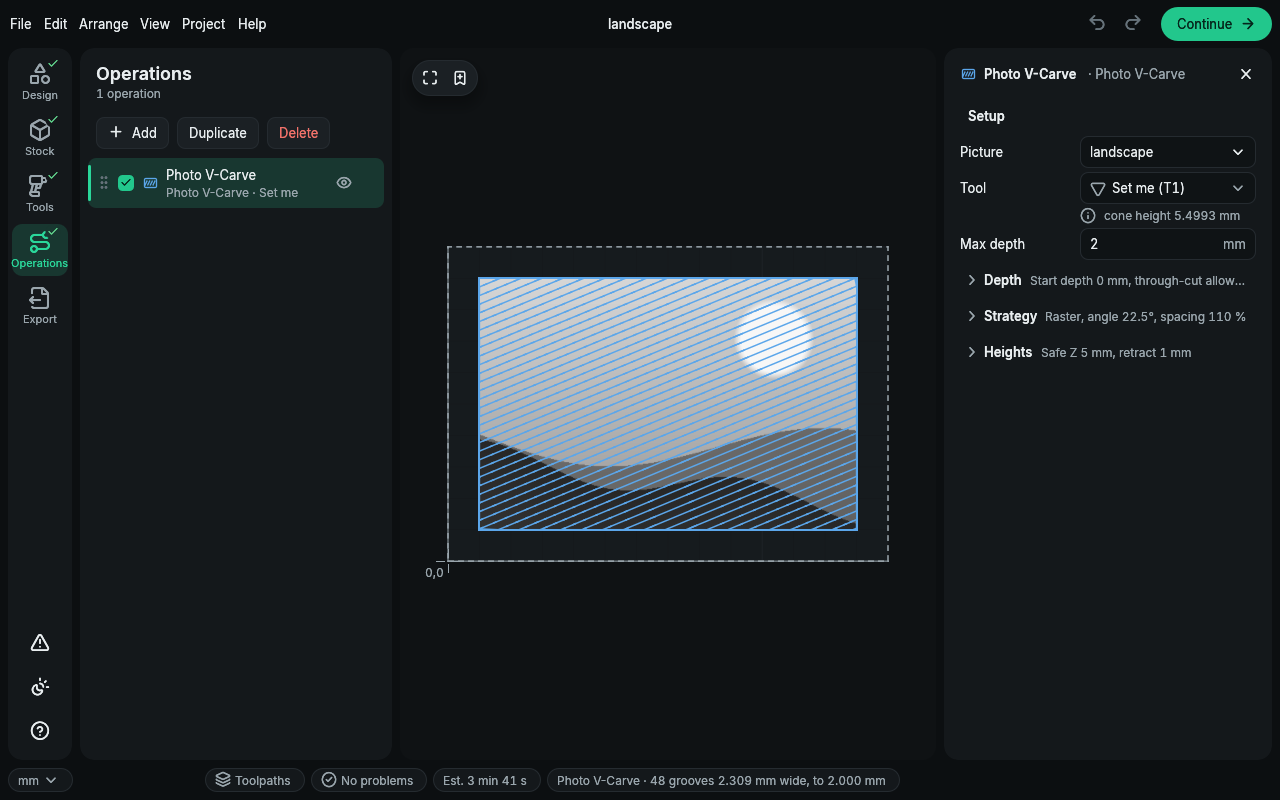 File Edit Arrange View Project Help
landscape
Continue
Design
Stock
Tools
Operations
Export
Operations
1 operation
Add
Duplicate
Delete
Photo V-Carve
Photo V-Carve · Set me
0,0
Photo V-Carve · Photo V-Carve
Setup
Picture landscape
Tool Set me (T1)
cone height 5.4993 mm
Max depth 2 mm
Depth Start depth 0 mm, through-cut allow…
Strategy Raster, angle 22.5°, spacing 110 %
Heights Safe Z 5 mm, retract 1 mm
mm
Toolpaths
No problems
Est. 3 min 41 s
Photo V-Carve · 48 grooves 2.309 mm wide, to 2.000 mm